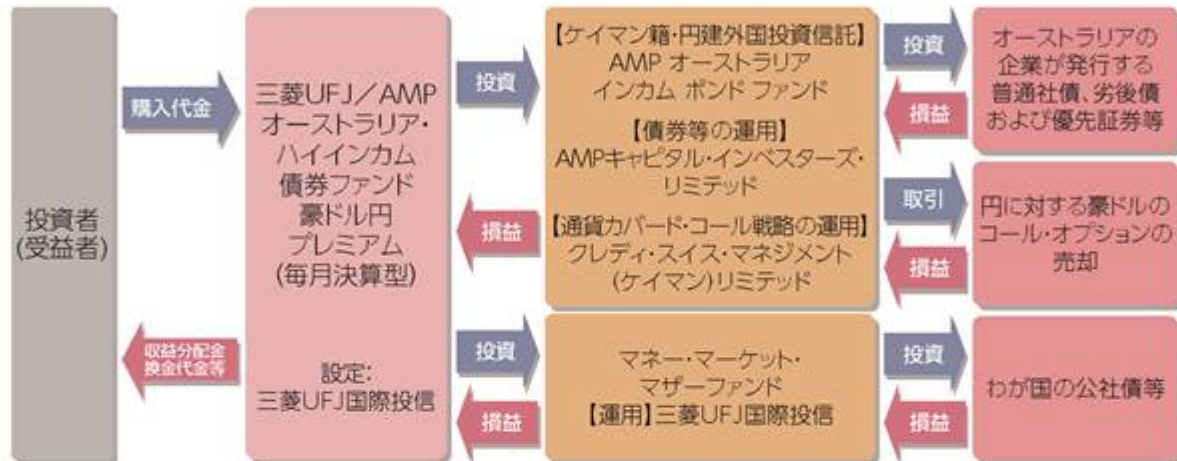 投資者
(受益者)
購入代金
収益分配金
換金代金等
三菱UFJ／AMP
オーストラリア・
ハイインカム
債券ファンド
豪ドル円
プレミアム
(毎月決算型)
設定：
三菱UFJ国際投信
投資
損益
投資
損益
【ケイマン籍・円建外国投資信託】
AMP オーストラリア
インカム ボンド ファンド
【債券等の運用】
AMPキャピタル・インベスターズ・
リミテッド
【通貨カバード・コール戦略の運用】
クレディ・スイス・マネジメント
(ケイマン)リミテッド
マネー・マーケット・
マザーファンド
【運用】三菱UFJ国際投信
投資
損益
取引
損益
投資
損益
オーストラリアの
企業が発行する
普通社債、劣後債
および優先証券等
円に対する豪ドルの
コール・オプションの
売却
わが国の公社債等